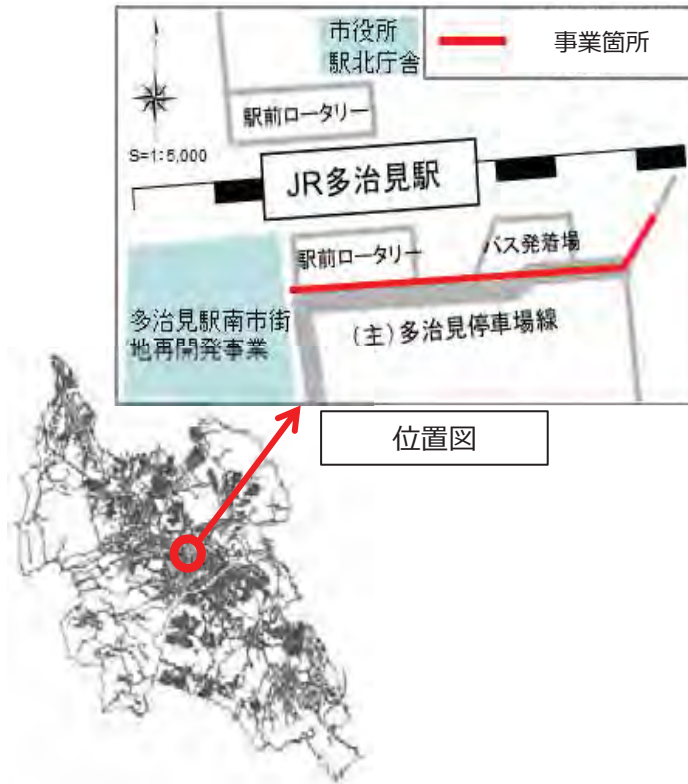 市役所
駅北庁舎
事業箇所
駅前ロータリー
S=1:5,000
JR多治見駅
駅前ロータリー
バス発着場
多治見駅南市街
地再開発事業
(主)多治見停車場線
位置図